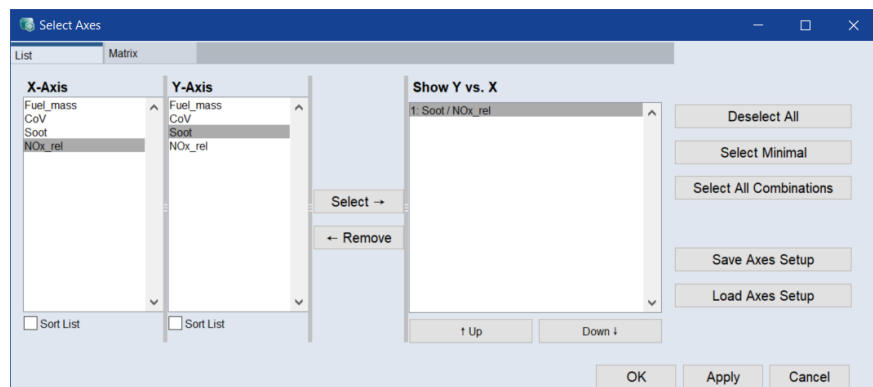 Select Axes
List
Matrix
X-Axis
Fuel_mass
CoV
Soot
NOx_rel
Sort List
Y-Axis
Fuel_mass
CoV
Soot
NOx_rel
Sort List
Select →
← Remove
Show Y vs. X
1: Soot / NOx_rel
↑ Up
Down ↓
Deselect All
Select Minimal
Select All Combinations
Save Axes Setup
Load Axes Setup
OK
Apply
Cancel